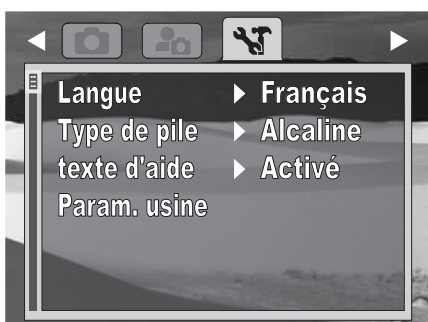 Langue Français
Type de pile Alcaline
texte d'aide Activé
Param. usine